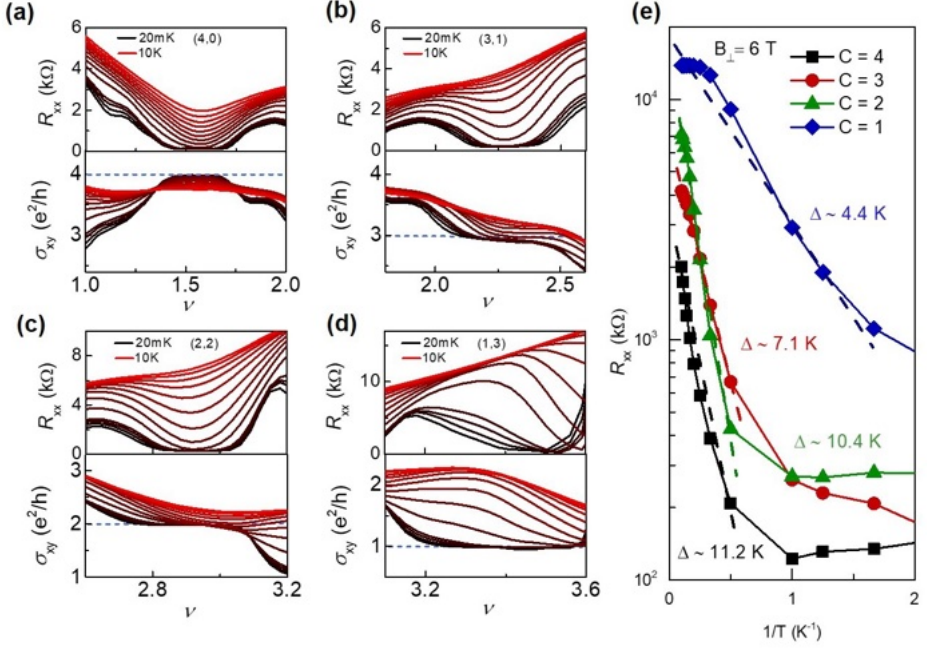 (a)
20mK (4,0)
10K
Rxx (kΩ)
6
4
2
0
σxy (e²/h)
4
3
1.0 1.5 2.0
ν
(b)
20mK (3,1)
10K
Rxx (kΩ)
6
4
2
0
σxy (e²/h)
4
3
2.0 2.5
ν
(c)
20mK (2,2)
10K
Rxx (kΩ)
8
4
0
σxy (e²/h)
3
2
1
2.8 3.2
ν
(d)
20mK (1,3)
10K
Rxx (kΩ)
10
0
σxy (e²/h)
2
1
3.2 3.4 3.6
ν
(e)
B⊥= 6 T
C = 4
C = 3
C = 2
C = 1
Δ ~ 4.4 K
Δ ~ 7.1 K
Δ ~ 10.4 K
Δ ~ 11.2 K
Rxx (kΩ)
10⁴
10³
10²
0 1 2
1/T (K⁻¹)